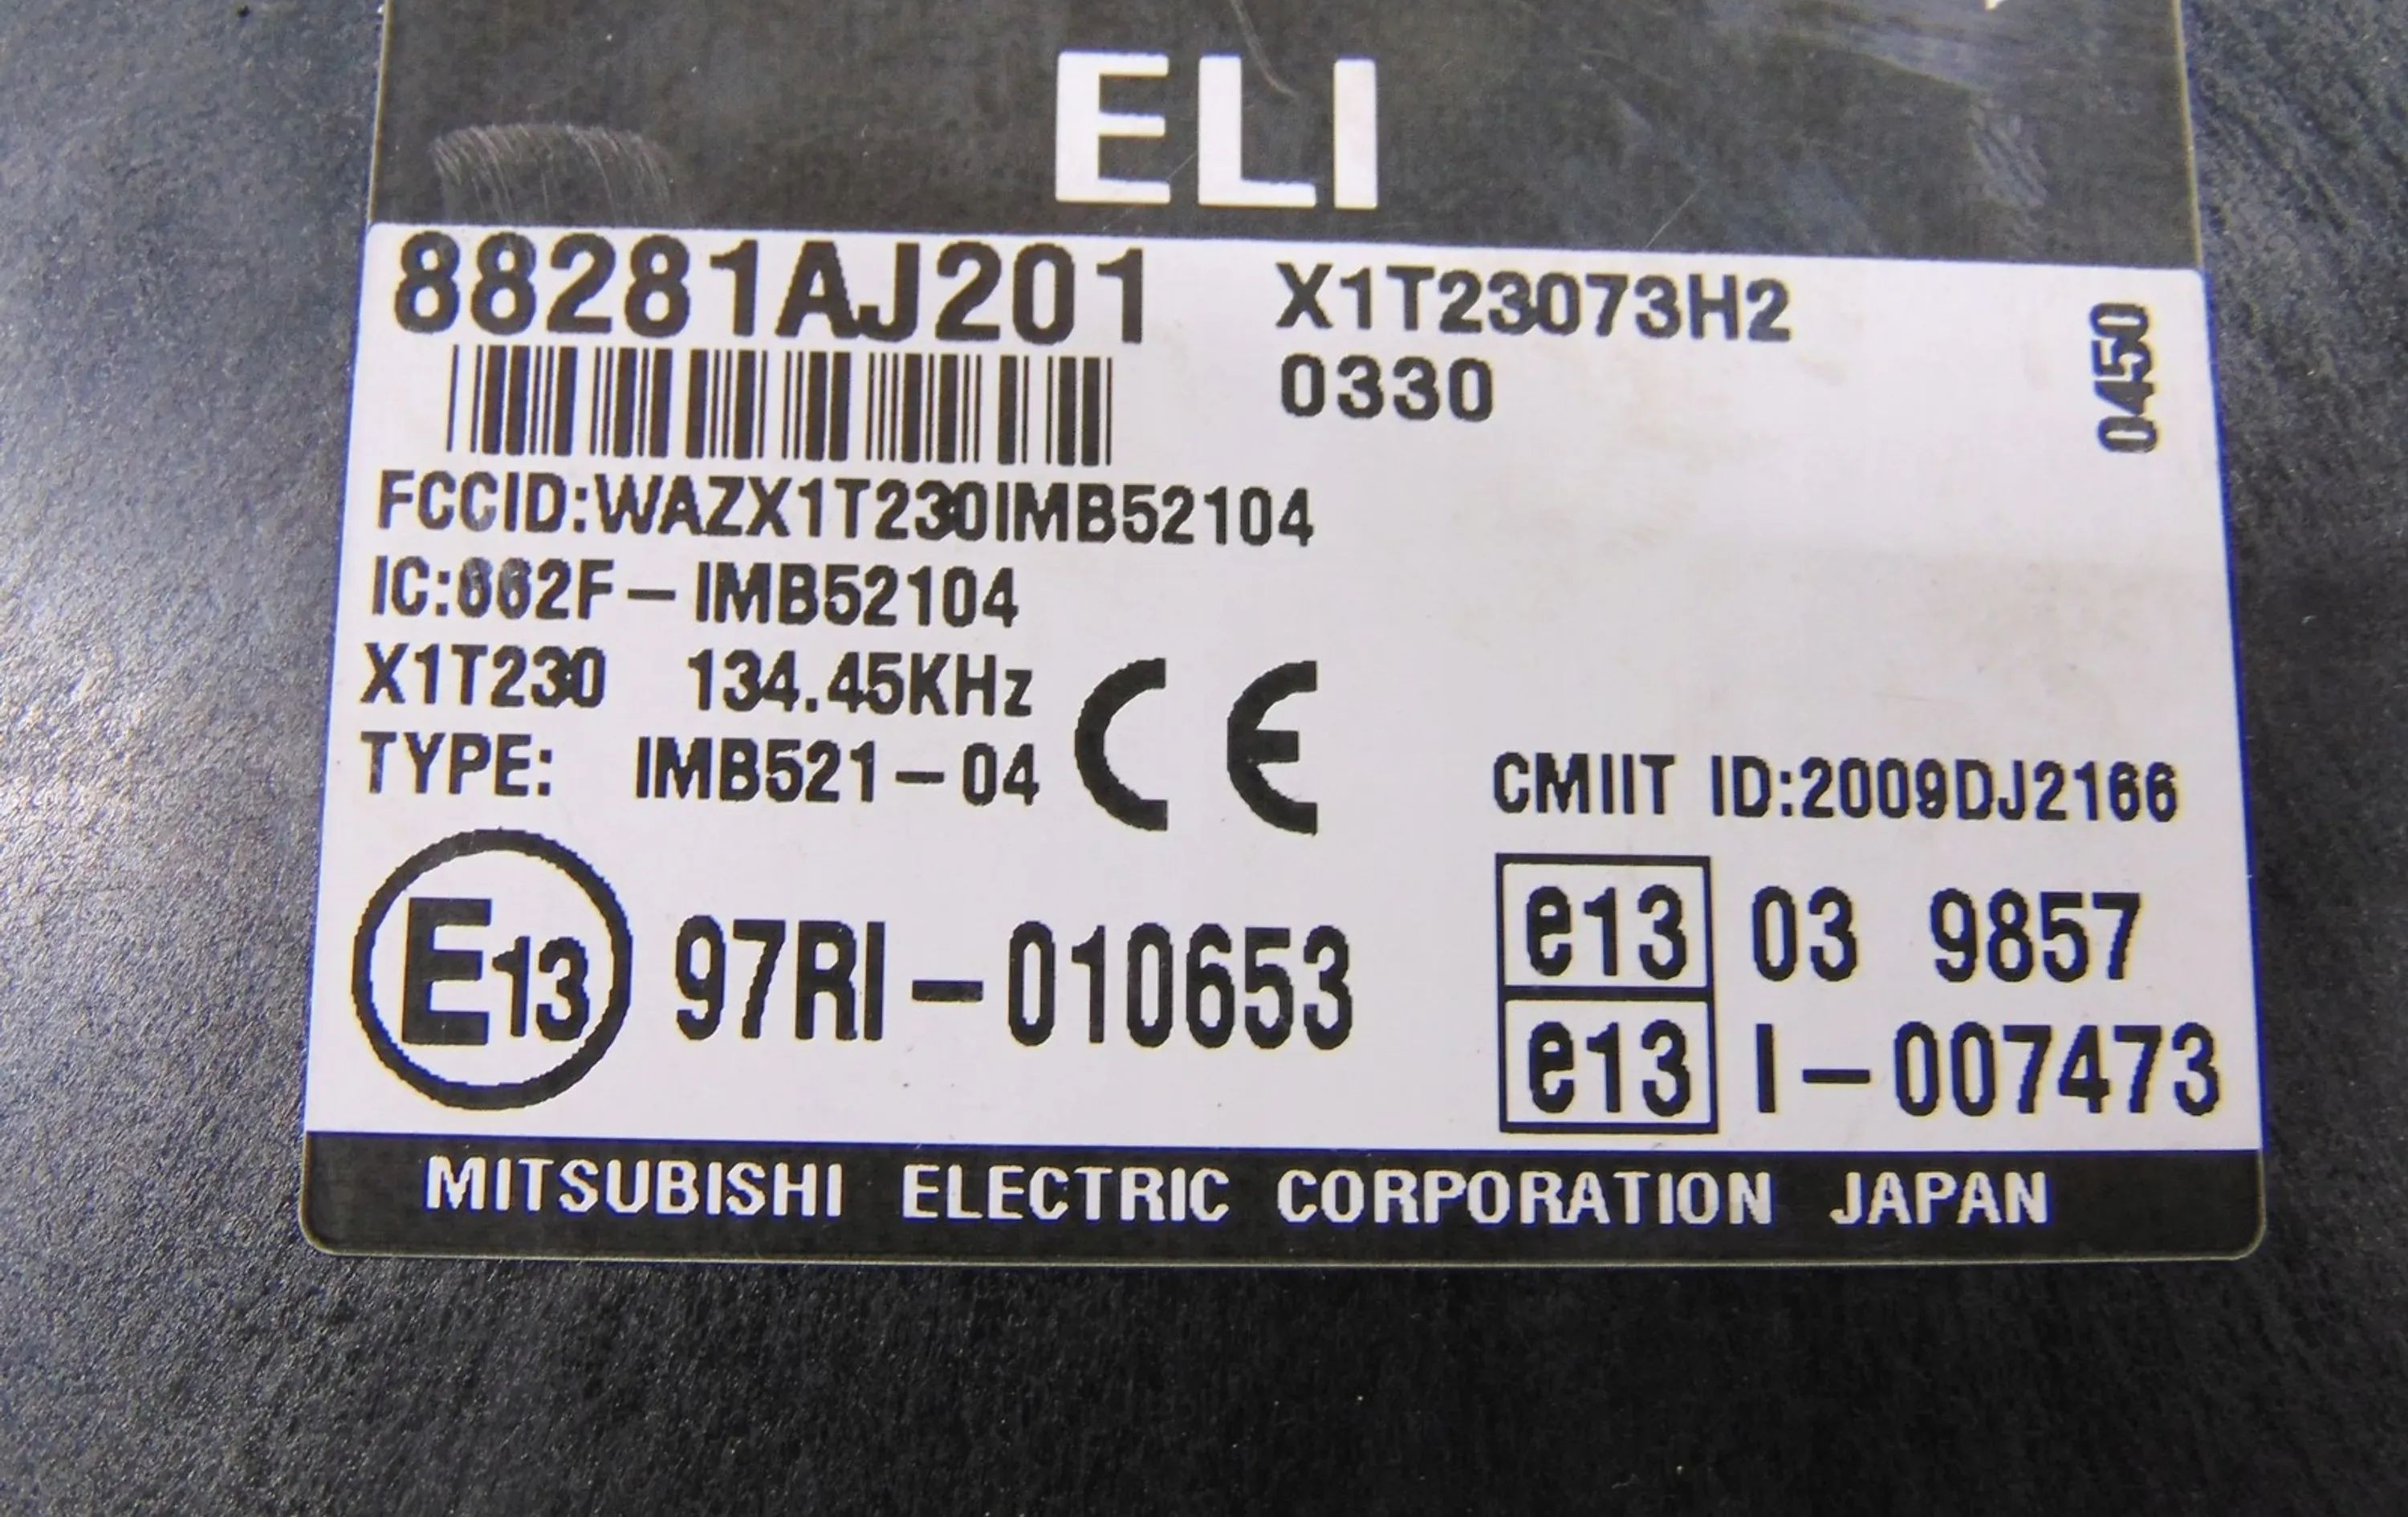 ELI
88281AJ201
X1T23073H2
0330
0450
FCCID:WAZX1T230IMB52104
IC:662F-IMB52104
X1T230 134.45KHz
TYPE: IMB521-04
CE
CMIIT ID:2009DJ2166
E13 97RI-010653
e13 03 9857
e13 I-007473
MITSUBISHI ELECTRIC CORPORATION JAPAN